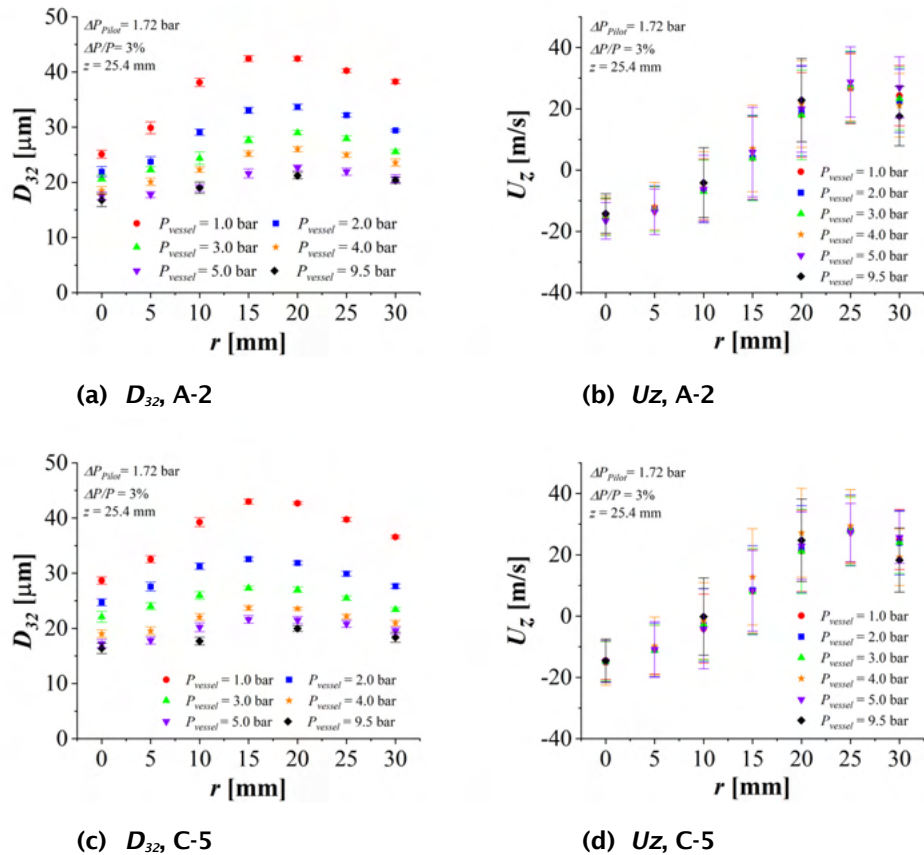 ΔP_Pilot = 1.72 bar
ΔP/P = 3%
z = 25.4 mm
D_32 [μm]
50
40
30
20
10
0
P_vessel = 1.0 bar P_vessel = 2.0 bar
P_vessel = 3.0 bar P_vessel = 4.0 bar
P_vessel = 5.0 bar P_vessel = 9.5 bar
0 5 10 15 20 25 30
r [mm]
(a) D_32, A-2
ΔP_Pilot = 1.72 bar
ΔP/P = 3%
z = 25.4 mm
U_z [m/s]
40
20
0
-20
-40
P_vessel = 1.0 bar
P_vessel = 2.0 bar
P_vessel = 3.0 bar
P_vessel = 4.0 bar
P_vessel = 5.0 bar
P_vessel = 9.5 bar
0 5 10 15 20 25 30
r [mm]
(b) Uz, A-2
ΔP_Pilot = 1.72 bar
ΔP/P = 3%
z = 25.4 mm
D_32 [μm]
50
40
30
20
10
0
P_vessel = 1.0 bar P_vessel = 2.0 bar
P_vessel = 3.0 bar P_vessel = 4.0 bar
P_vessel = 5.0 bar P_vessel = 9.5 bar
0 5 10 15 20 25 30
r [mm]
(c) D_32, C-5
ΔP_Pilot = 1.72 bar
ΔP/P = 3%
z = 25.4 mm
U_z [m/s]
40
20
0
-20
-40
P_vessel = 1.0 bar
P_vessel = 2.0 bar
P_vessel = 3.0 bar
P_vessel = 4.0 bar
P_vessel = 5.0 bar
P_vessel = 9.5 bar
0 5 10 15 20 25 30
r [mm]
(d) Uz, C-5